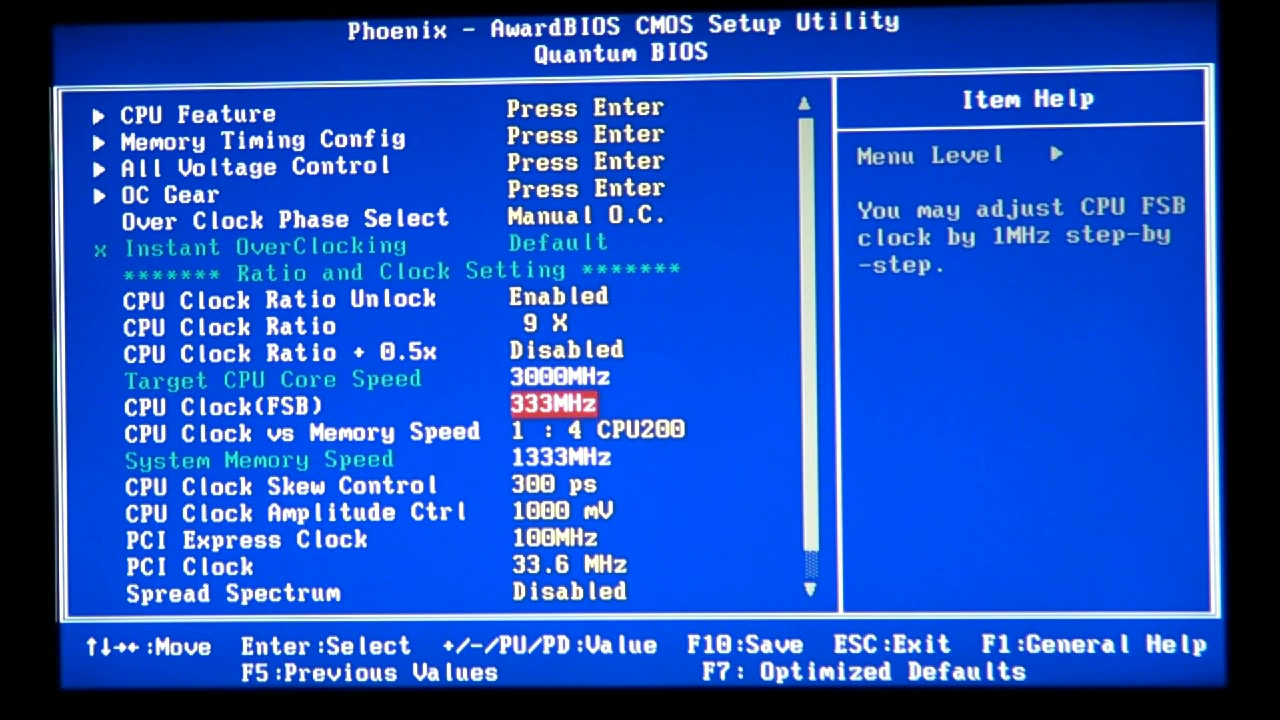 Phoenix - AwardBIOS CMOS Setup Utility
Quantum BIOS
CPU Feature Press Enter
Memory Timing Config Press Enter
All Voltage Control Press Enter
OC Gear Press Enter
Over Clock Phase Select Manual O.C.
x Instant OverClocking Default
******* Ratio and Clock Setting *******
CPU Clock Ratio Unlock Enabled
CPU Clock Ratio 9 X
CPU Clock Ratio + 0.5x Disabled
Target CPU Core Speed 3000MHz
CPU Clock(FSB) 333MHz
CPU Clock vs Memory Speed 1 : 4 CPU200
System Memory Speed 1333MHz
CPU Clock Skew Control 300 ps
CPU Clock Amplitude Ctrl 1000 mV
PCI Express Clock 100MHz
PCI Clock 33.6 MHz
Spread Spectrum Disabled
Item Help
Menu Level
You may adjust CPU FSB
clock by 1MHz step-by
-step.
↑↓→←:Move Enter:Select +/-/PU/PD:Value F10:Save ESC:Exit F1:General Help
F5:Previous Values F7: Optimized Defaults